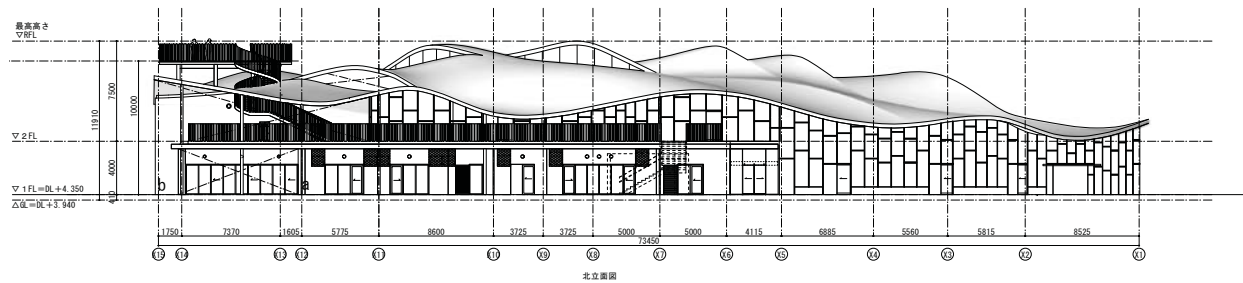 最高高さ
▽RFL
7500
10000
11910
▽2FL
4000
▽1FL=DL+4.350
410
△GL=DL+3.940
b
a
1750
7370
1605
5775
8600
3725
3725
5000
5000
4115
6885
5560
5815
8525
73450
X15
X14
X13
X12
X11
X10
X9
X8
X7
X6
X5
X4
X3
X2
X1
北立面図